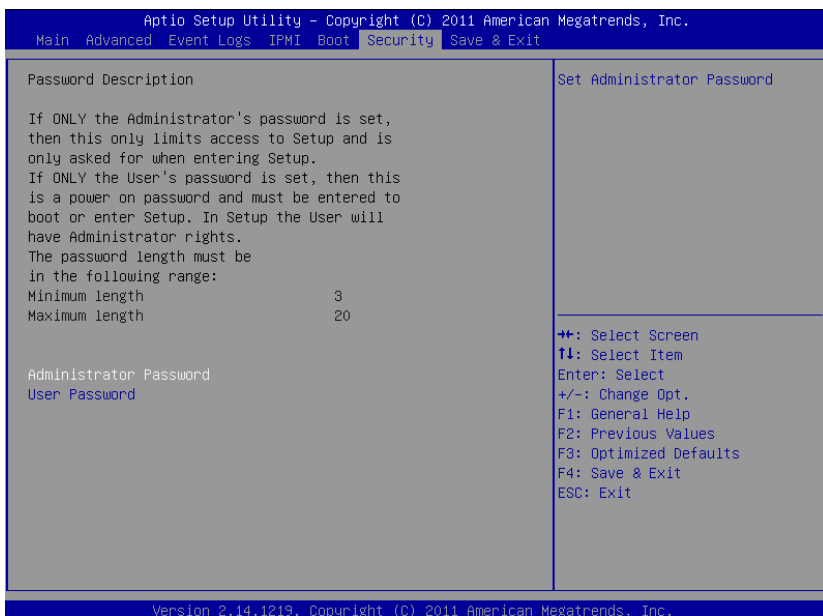 Aptio Setup Utility – Copyright (C) 2011 American Megatrends, Inc.
Main Advanced Event Logs IPMI Boot Security Save & Exit
Password Description
If ONLY the Administrator's password is set,
then this only limits access to Setup and is
only asked for when entering Setup.
If ONLY the User's password is set, then this
is a power on password and must be entered to
boot or enter Setup. In Setup the User will
have Administrator rights.
The password length must be
in the following range:
Minimum length 3
Maximum length 20
Administrator Password
User Password
Set Administrator Password
→←: Select Screen
↑↓: Select Item
Enter: Select
+/-: Change Opt.
F1: General Help
F2: Previous Values
F3: Optimized Defaults
F4: Save & Exit
ESC: Exit
Version 2.14.1219. Copyright (C) 2011 American Megatrends, Inc.